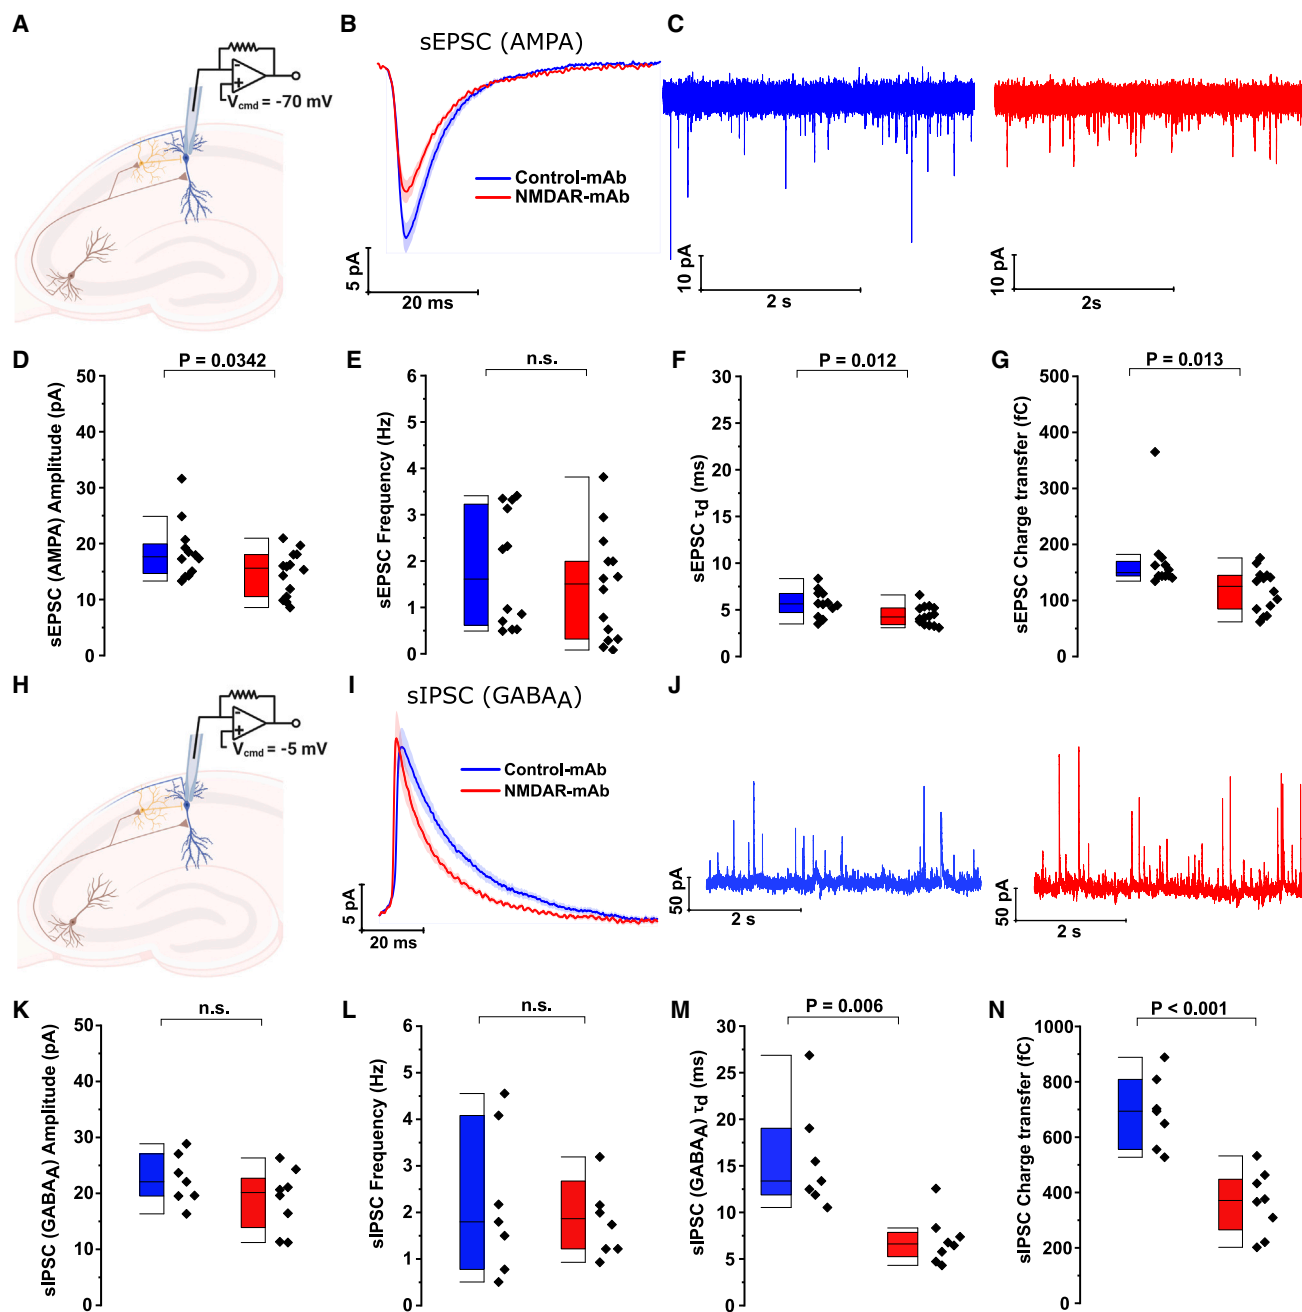 A
V cmd = -70 mV
B
sEPSC (AMPA)
Control-mAb
NMDAR-mAb
5 pA
20 ms
C
10 pA
2 s
10 pA
2s
D
P = 0.0342
sEPSC (AMPA) Amplitude (pA)
50
40
30
20
10
0
E
n.s.
sEPSC Frequency (Hz)
6
5
4
3
2
1
0
F
P = 0.012
sEPSC τd (ms)
30
25
20
15
10
5
0
G
P = 0.013
sEPSC Charge transfer (fC)
500
400
300
200
100
0
H
V cmd = -5 mV
I
sIPSC (GABAA)
Control-mAb
NMDAR-mAb
5 pA
20 ms
J
50 pA
2 s
50 pA
2 s
K
n.s.
sIPSC (GABAA) Amplitude (pA)
50
40
30
20
10
0
L
n.s.
sIPSC Frequency (Hz)
6
5
4
3
2
1
0
M
P = 0.006
sIPSC (GABAA) τd (ms)
30
25
20
15
10
5
0
N
P < 0.001
sIPSC Charge transfer (fC)
1000
800
600
400
200
0